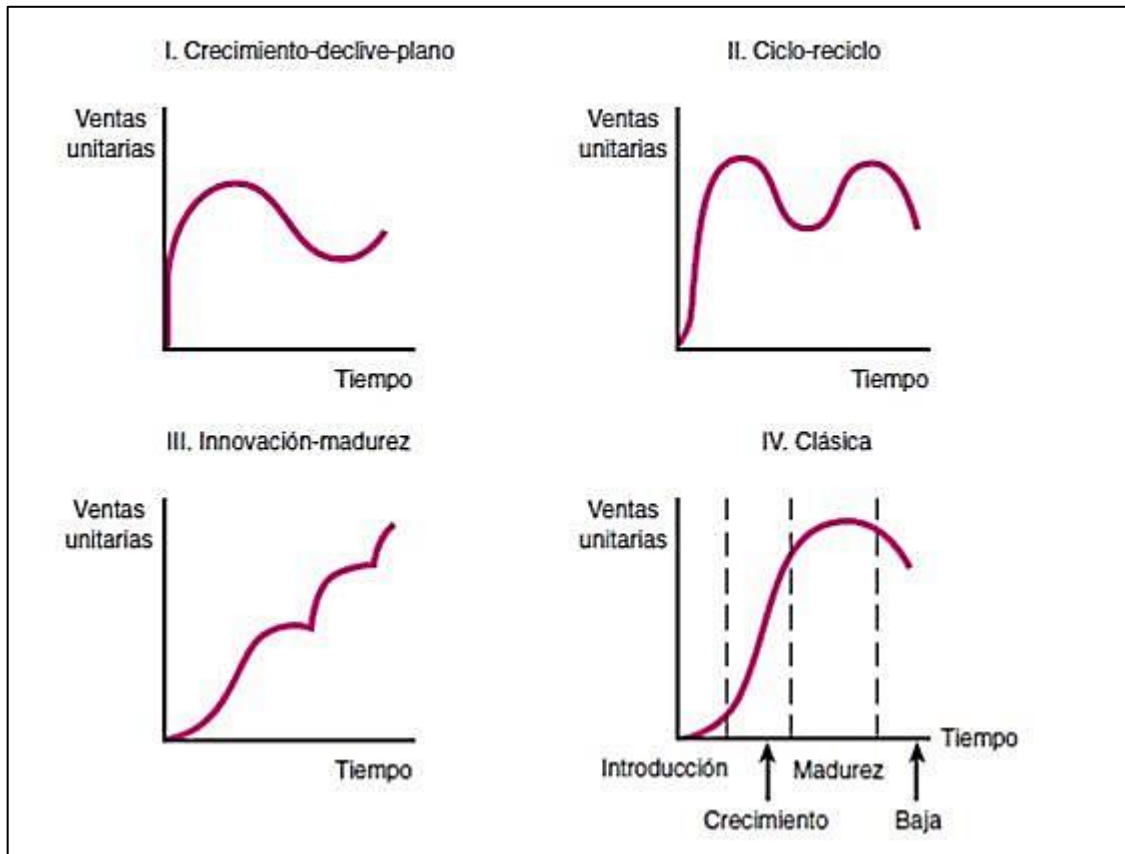 I. Crecimiento-declive-plano
Ventas
unitarias
Tiempo
II. Ciclo-reciclo
Ventas
unitarias
Tiempo
III. Innovación-madurez
Ventas
unitarias
Tiempo
IV. Clásica
Ventas
unitarias
Tiempo
Introducción
Madurez
Crecimiento
Baja